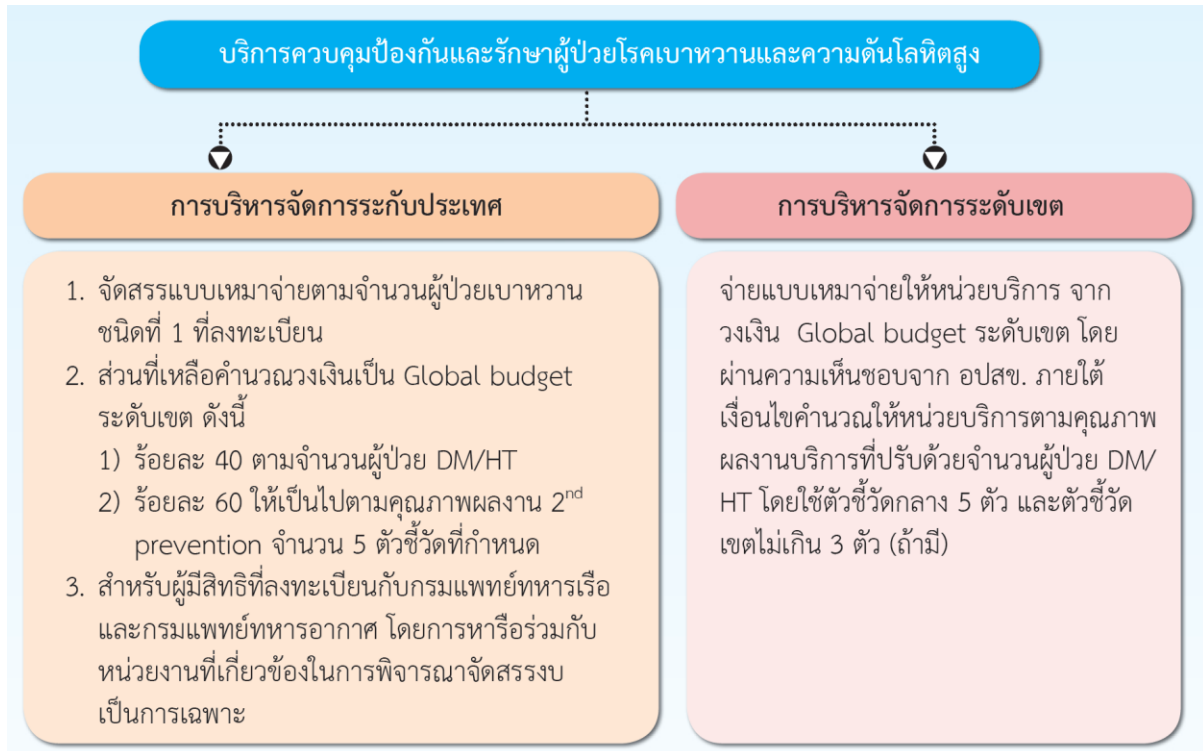 บริการควบคุมป้องกันและรักษาผู้ป่วยโรคเบาหวานและความดันโลหิตสูง
การบริหารจัดการระกับประเทศ
1. จัดสรรแบบเหมาจ่ายตามจำนวนผู้ป่วยเบาหวาน
ชนิดที่ 1 ที่ลงทะเบียน
2. ส่วนที่เหลือคำนวณวงเงินเป็น Global budget
ระดับเขต ดังนี้
1) ร้อยละ 40 ตามจำนวนผู้ป่วย DM/HT
2) ร้อยละ 60 ให้เป็นไปตามคุณภาพผลงาน 2nd
prevention จำนวน 5 ตัวชี้วัดที่กำหนด
3. สำหรับผู้มีสิทธิที่ลงทะเบียนกับกรมแพทย์ทหารเรือ
และกรมแพทย์ทหารอากาศ โดยการหารือร่วมกับ
หน่วยงานที่เกี่ยวข้องในการพิจารณาจัดสรรงบ
เป็นการเฉพาะ
การบริหารจัดการระดับเขต
จ่ายแบบเหมาจ่ายให้หน่วยบริการ จาก
วงเงิน Global budget ระดับเขต โดย
ผ่านความเห็นชอบจาก อปสข. ภายใต้
เงื่อนไขคำนวณให้หน่วยบริการตามคุณภาพ
ผลงานบริการที่ปรับด้วยจำนวนผู้ป่วย DM/
HT โดยใช้ตัวชี้วัดกลาง 5 ตัว และตัวชี้วัด
เขตไม่เกิน 3 ตัว (ถ้ามี)